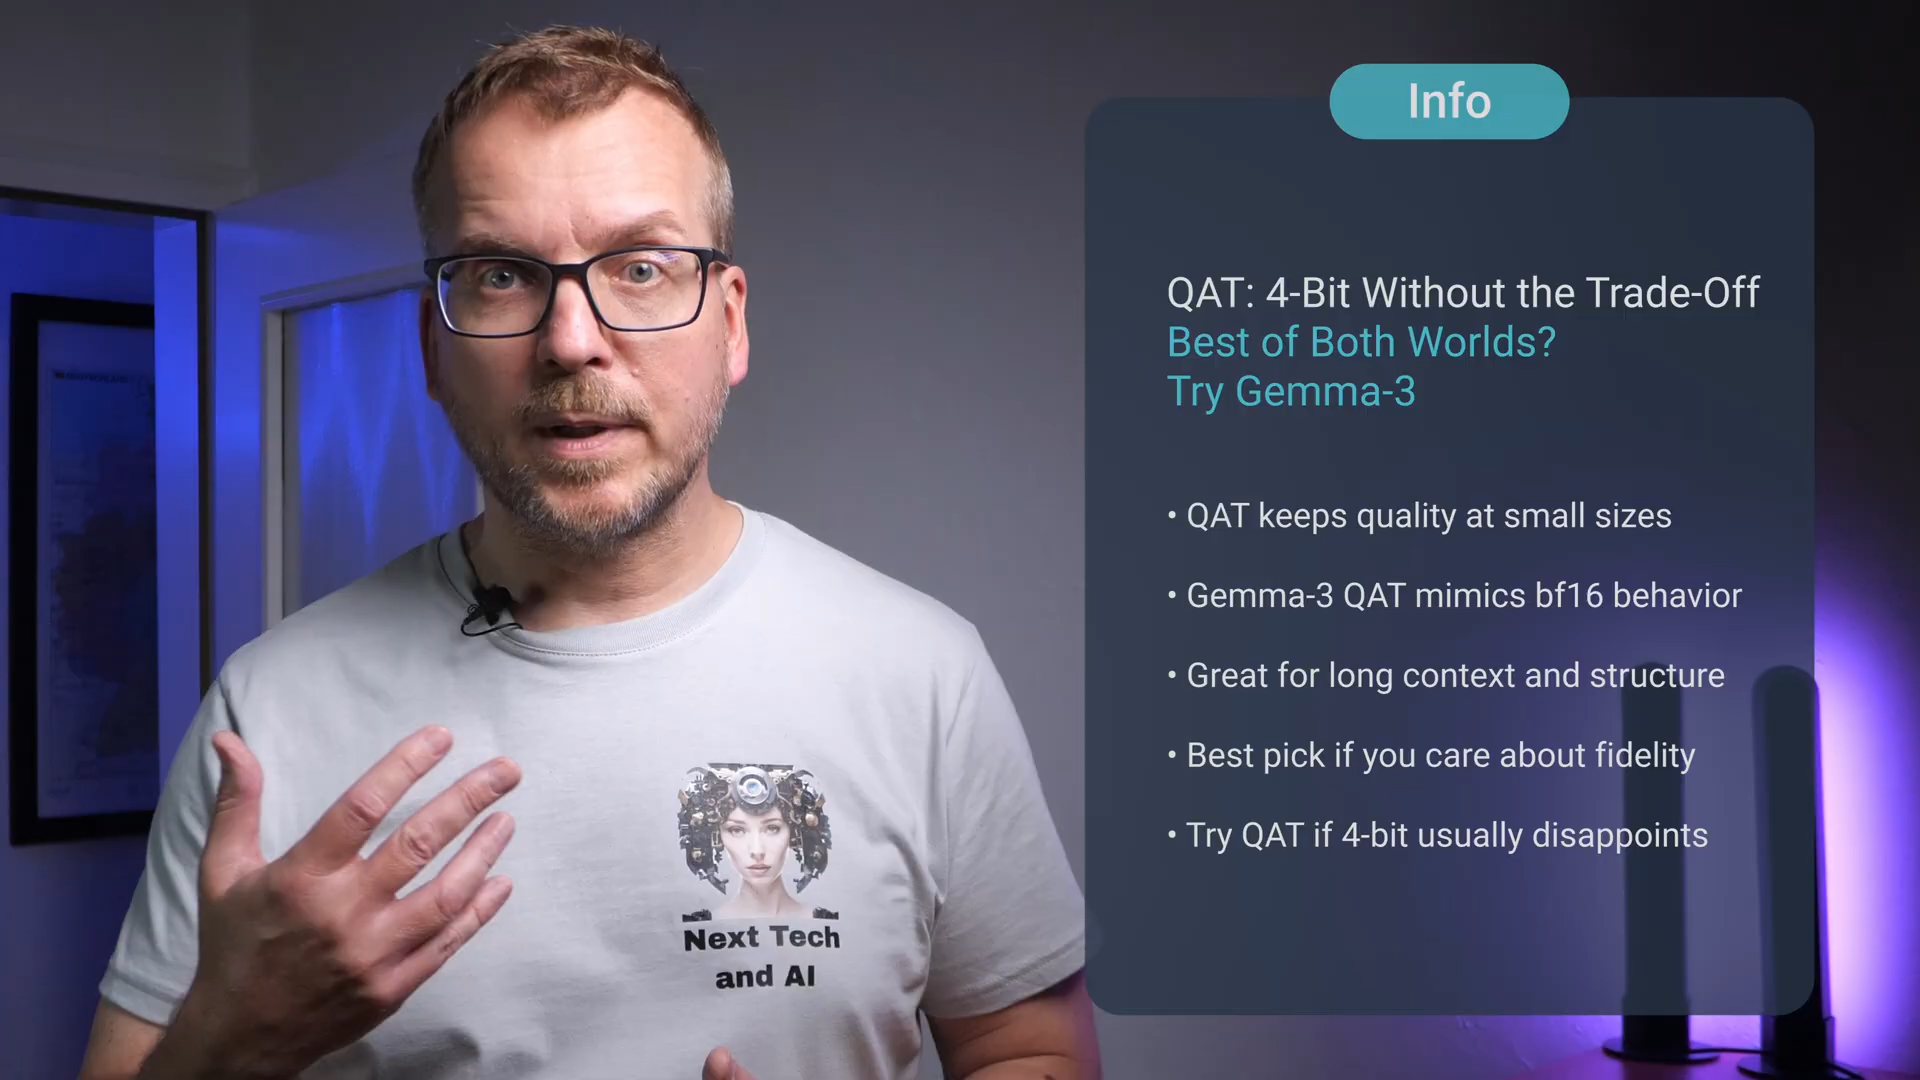 Info
QAT: 4-Bit Without the Trade-Off
Best of Both Worlds?
Try Gemma-3
• QAT keeps quality at small sizes
• Gemma-3 QAT mimics bf16 behavior
• Great for long context and structure
• Best pick if you care about fidelity
• Try QAT if 4-bit usually disappoints
Next Tech
and AI